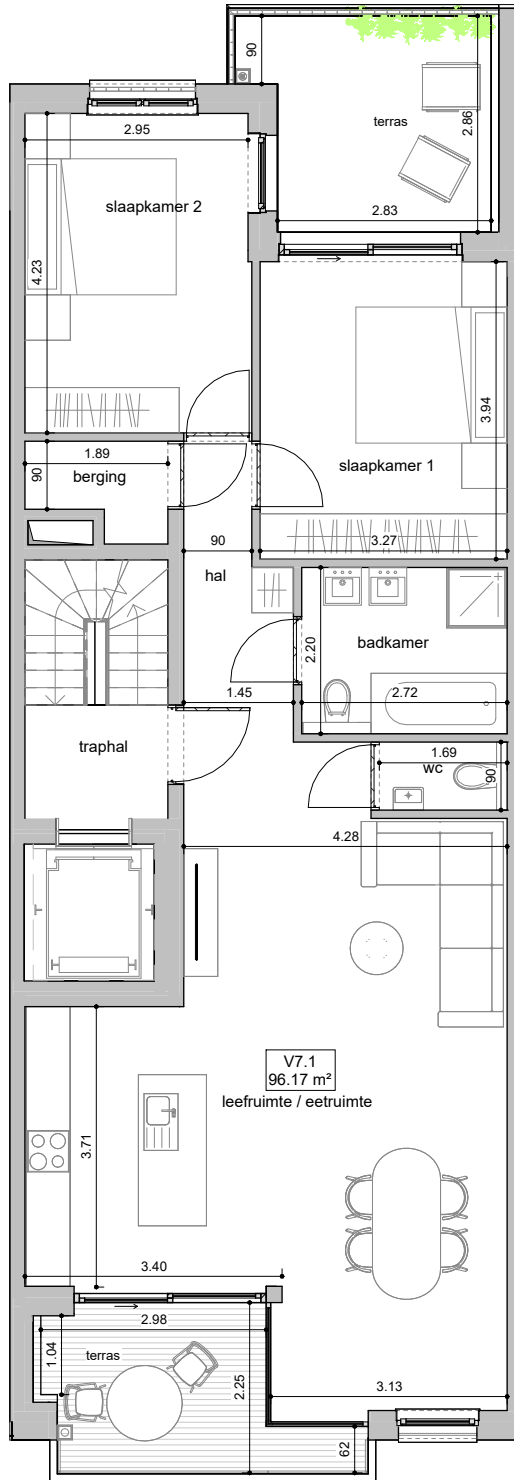 90
terras
2.86
2.83
2.95
slaapkamer 2
4.23
3.94
slaapkamer 1
3.27
1.89
90
berging
90
hal
2.20
badkamer
2.72
1.45
traphal
1.69
wc
90
4.28
V7.1
96.17 m²
leefruimte / eetruimte
3.71
3.40
2.98
1.04
terras
2.25
3.13
62